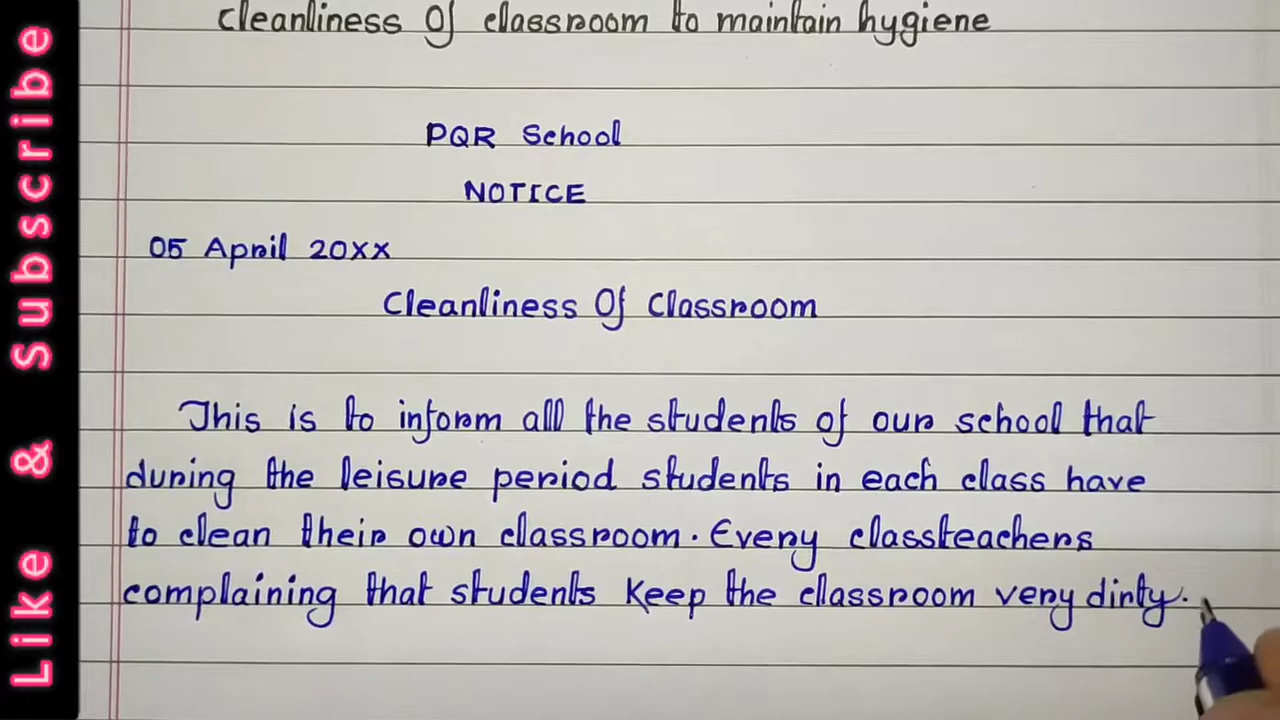 cleanliness Of classroom to maintain hygiene
PQR School
NOTICE
05 April 20XX
Cleanliness Of Classroom
This is to inform all the students of our school that
during the leisure period students in each class have
to clean their own classroom. Every classteachers
complaining that students keep the classroom very dirty.
Like & Subscribe